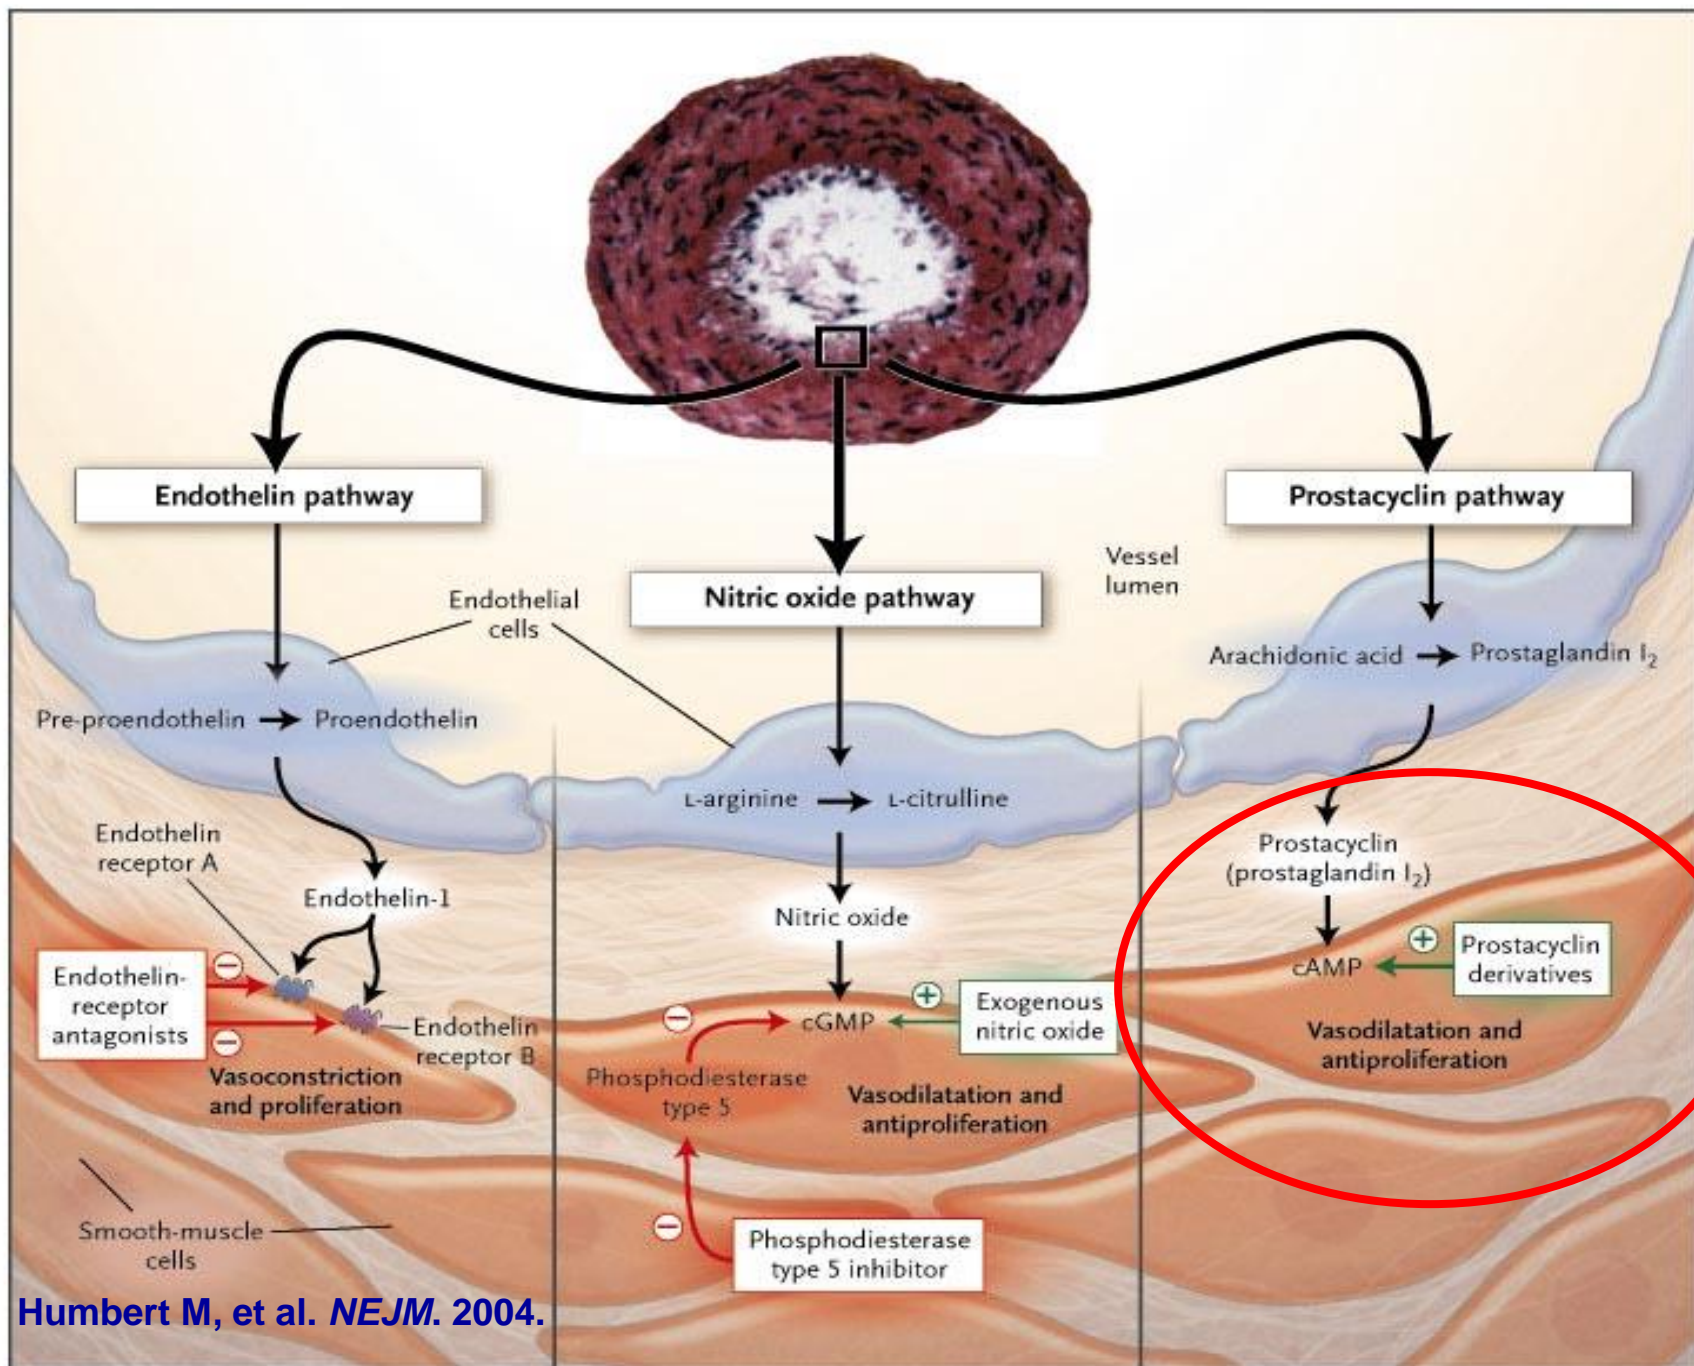 Endothelin pathway
Prostacyclin pathway
Nitric oxide pathway
Vessel
lumen
Endothelial
cells
Arachidonic acid
Prostaglandin I₂
Pre-proendothelin
Proendothelin
L-arginine
L-citrulline
Endothelin
receptor A
Endothelin-1
Nitric oxide
Prostacyclin
(prostaglandin I₂)
Endothelin-
receptor
antagonists
−
−
Endothelin
receptor B
Vasoconstriction
and proliferation
−
cGMP
+
Exogenous
nitric oxide
Phosphodiesterase
type 5
Vasodilatation and
antiproliferation
cAMP
+
Prostacyclin
derivatives
Vasodilatation and
antiproliferation
Smooth-muscle
cells
−
Phosphodiesterase
type 5 inhibitor
Humbert M, et al. NEJM. 2004.